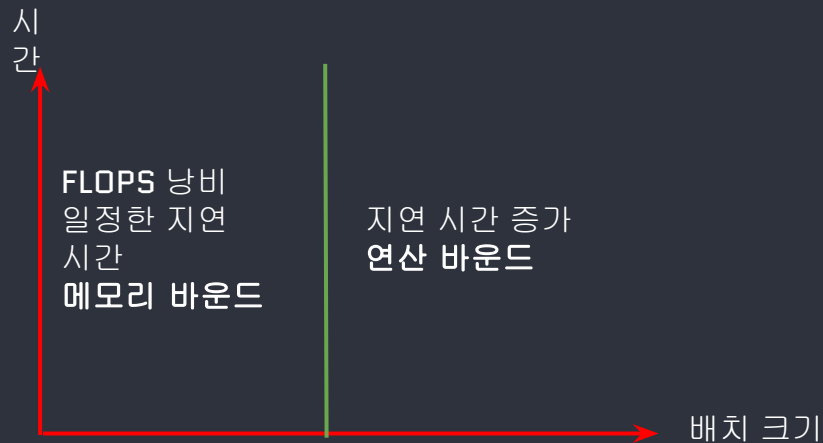 시
간
FLOPS 낭비
일정한 지연
시간
메모리 바운드
지연 시간 증가
연산 바운드
배치 크기